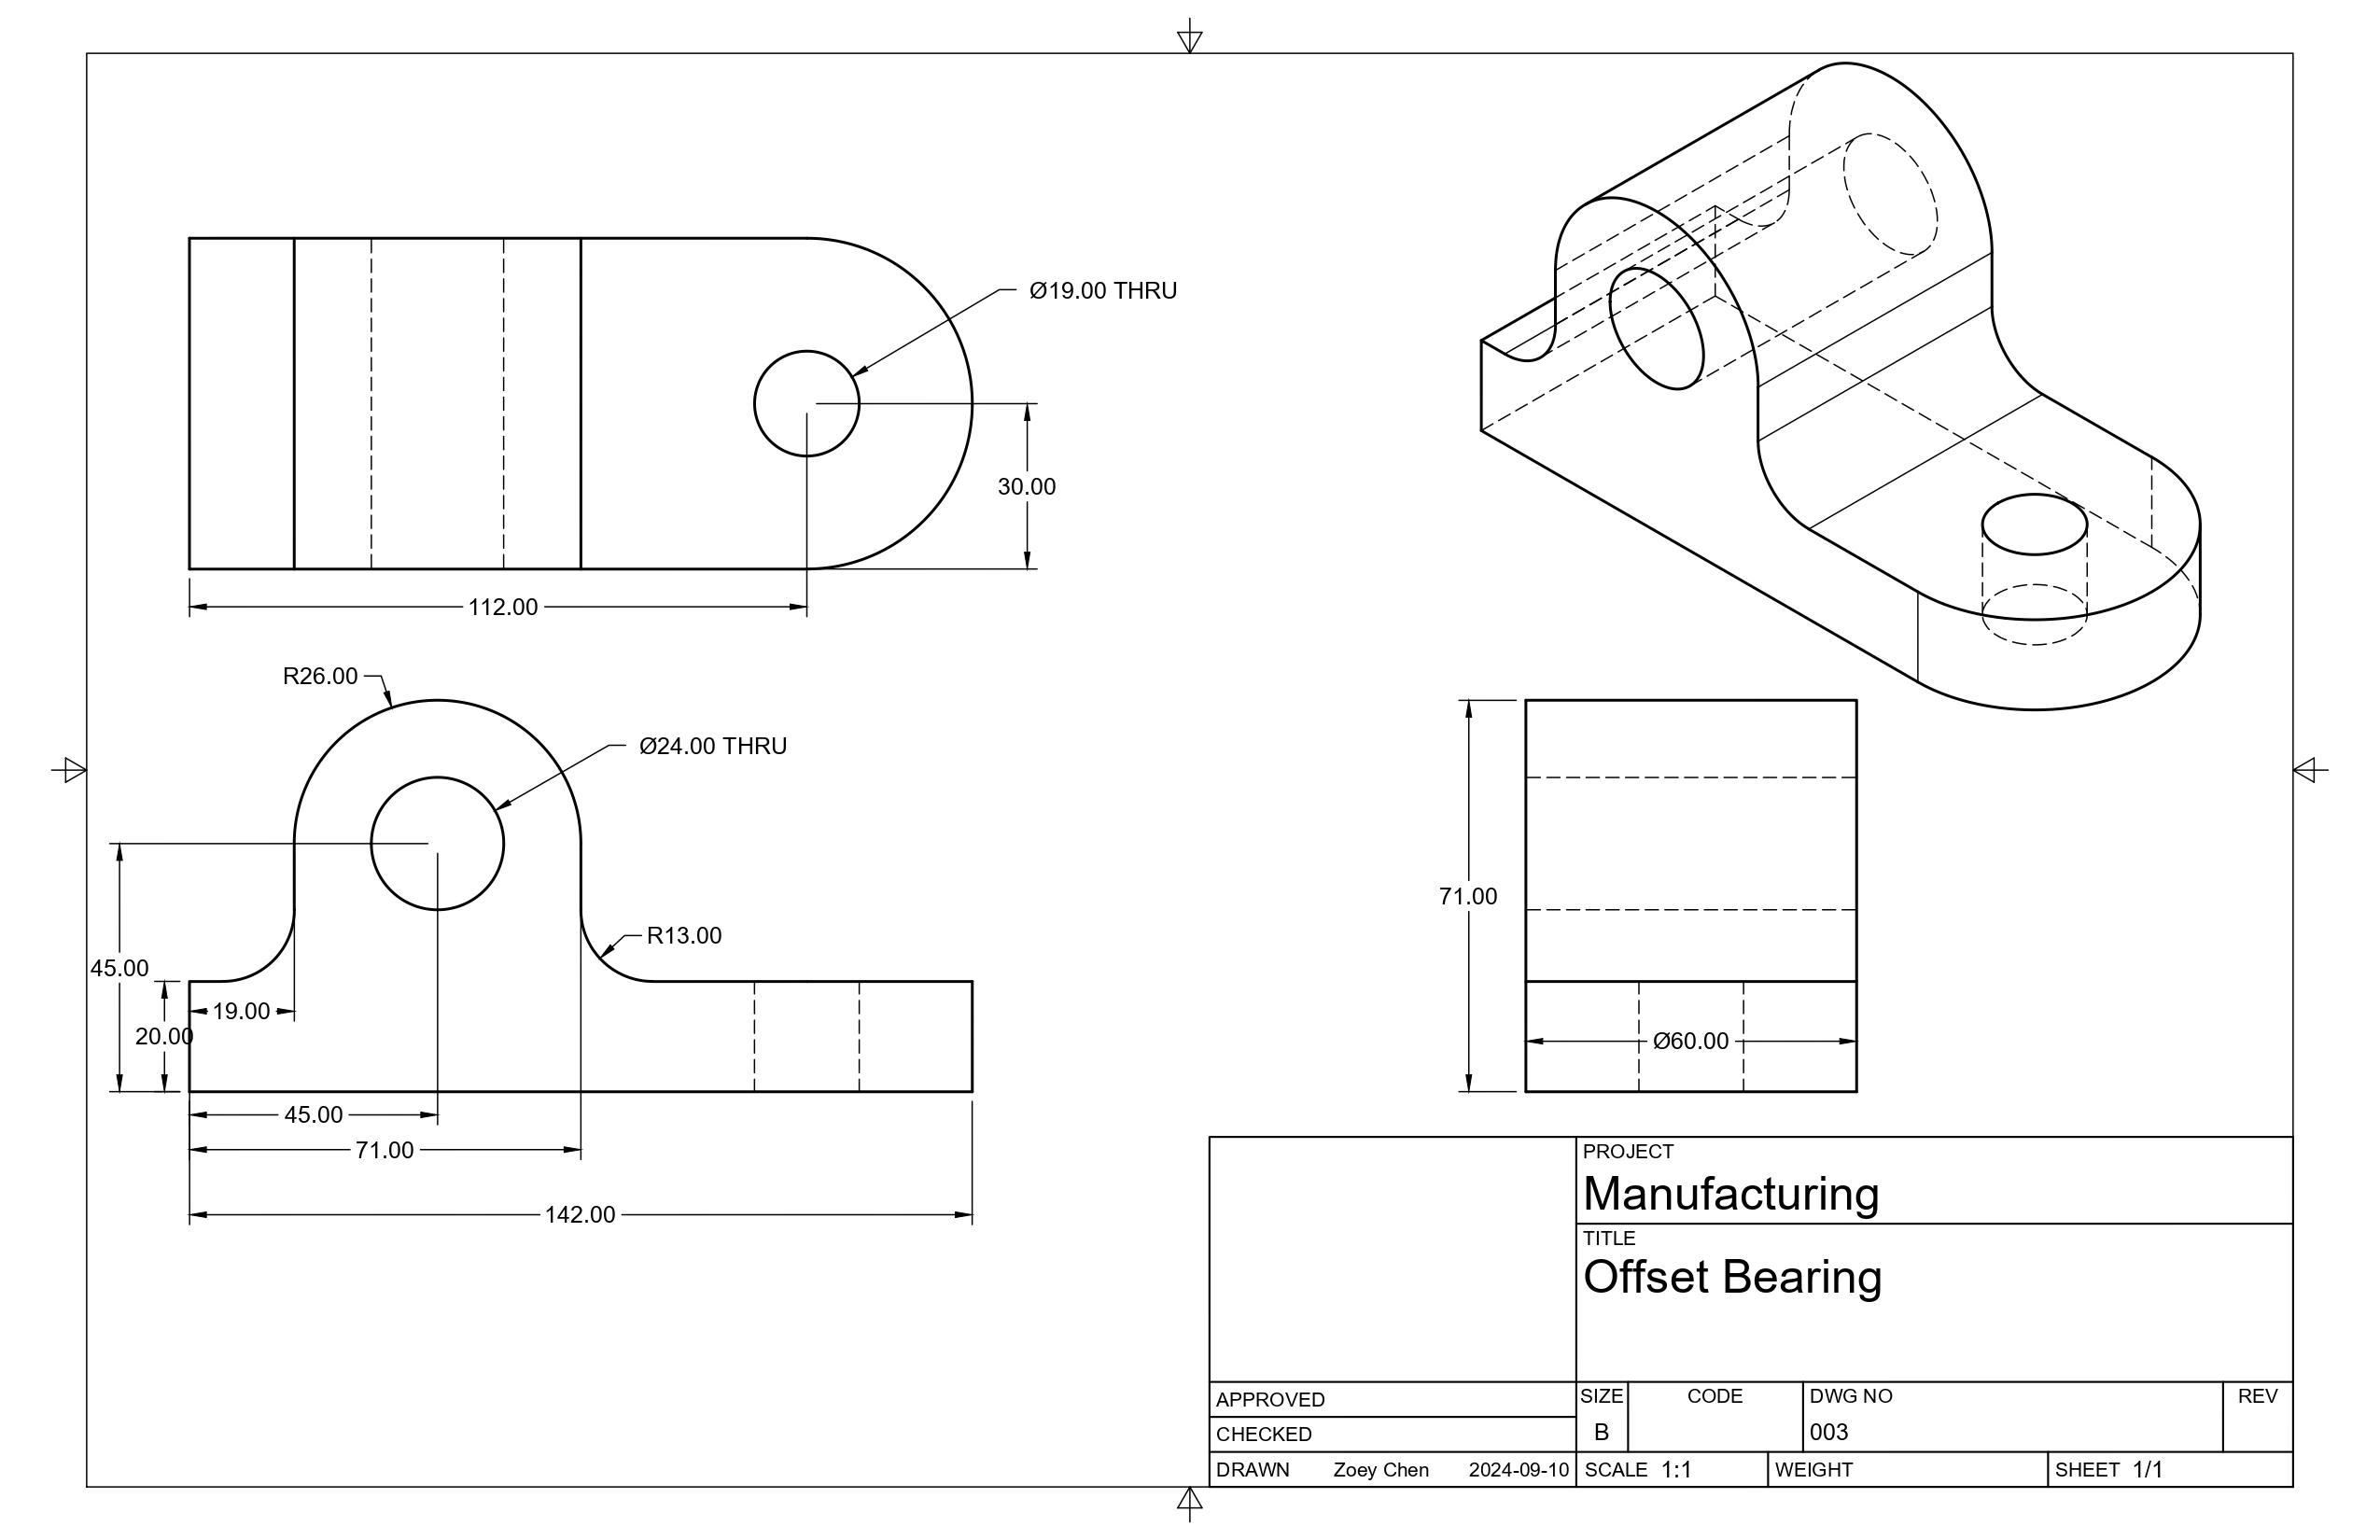 Ø19.00 THRU
30.00
112.00
R26.00
Ø24.00 THRU
71.00
R13.00
45.00
19.00
20.00
Ø60.00
45.00
71.00
142.00
PROJECT
Manufacturing
TITLE
Offset Bearing
APPROVED
SIZE CODE DWG NO REV
B 003
CHECKED
DRAWN Zoey Chen 2024-09-10 SCALE 1:1 WEIGHT SHEET 1/1